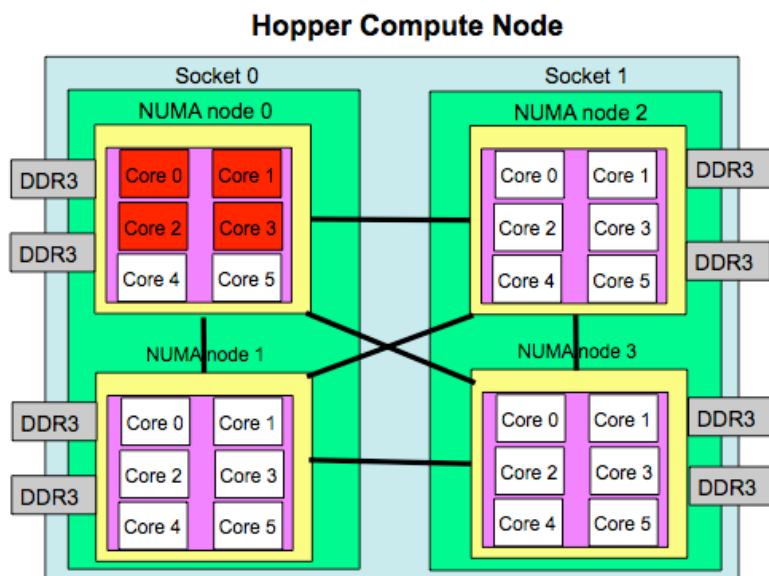 Hopper Compute Node
Socket 0
Socket 1
NUMA node 0
NUMA node 2
DDR3
Core 0
Core 1
Core 2
Core 3
Core 4
Core 5
DDR3
Core 0
Core 1
Core 2
Core 3
Core 4
Core 5
DDR3
DDR3
NUMA node 1
NUMA node 3
DDR3
Core 0
Core 1
Core 2
Core 3
Core 4
Core 5
DDR3
Core 0
Core 1
Core 2
Core 3
Core 4
Core 5
DDR3
DDR3